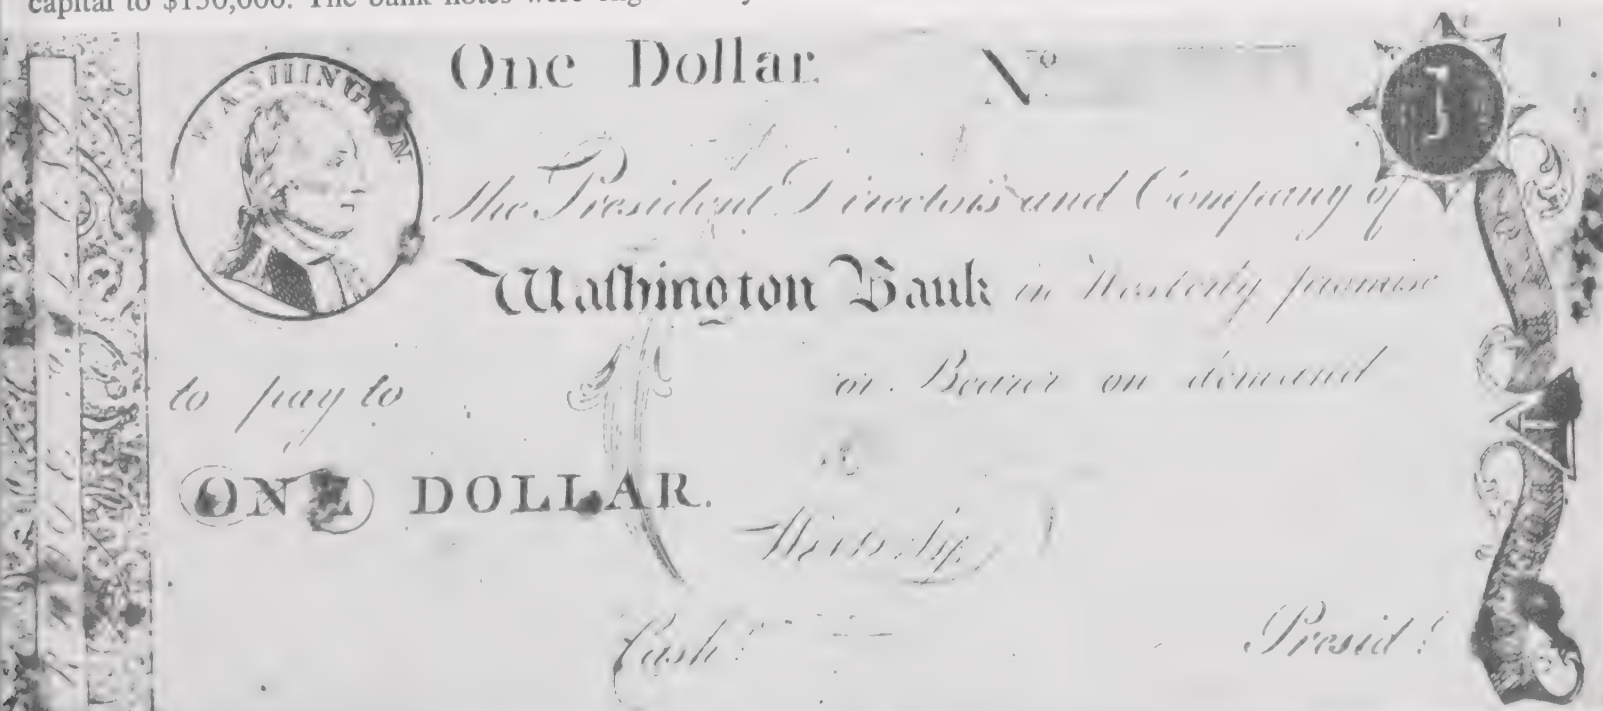 capital to $150,000. The bank notes were
One Dollar. No
WASHINGTON
1
The President Directors and Company of
Washington Bank in Westerly promise
to pay to or Bearer on demand
ONE DOLLAR.
Westerly
Cash.r Presid.t